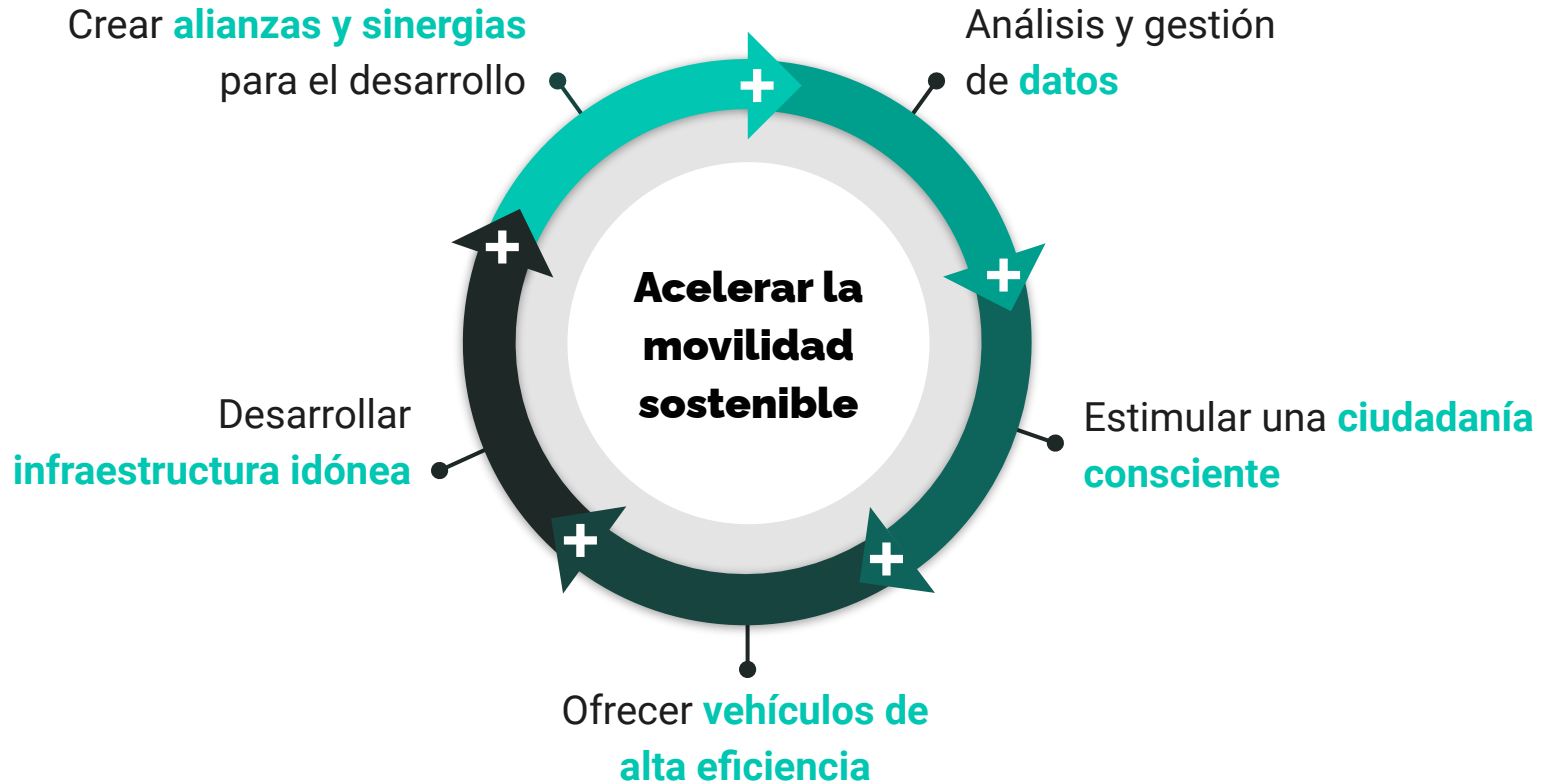 Crear alianzas y sinergias
para el desarrollo
Análisis y gestión
de datos
Acelerar la
movilidad
sostenible
Desarrollar
infraestructura idónea
Estimular una ciudadanía
consciente
Ofrecer vehículos de
alta eficiencia